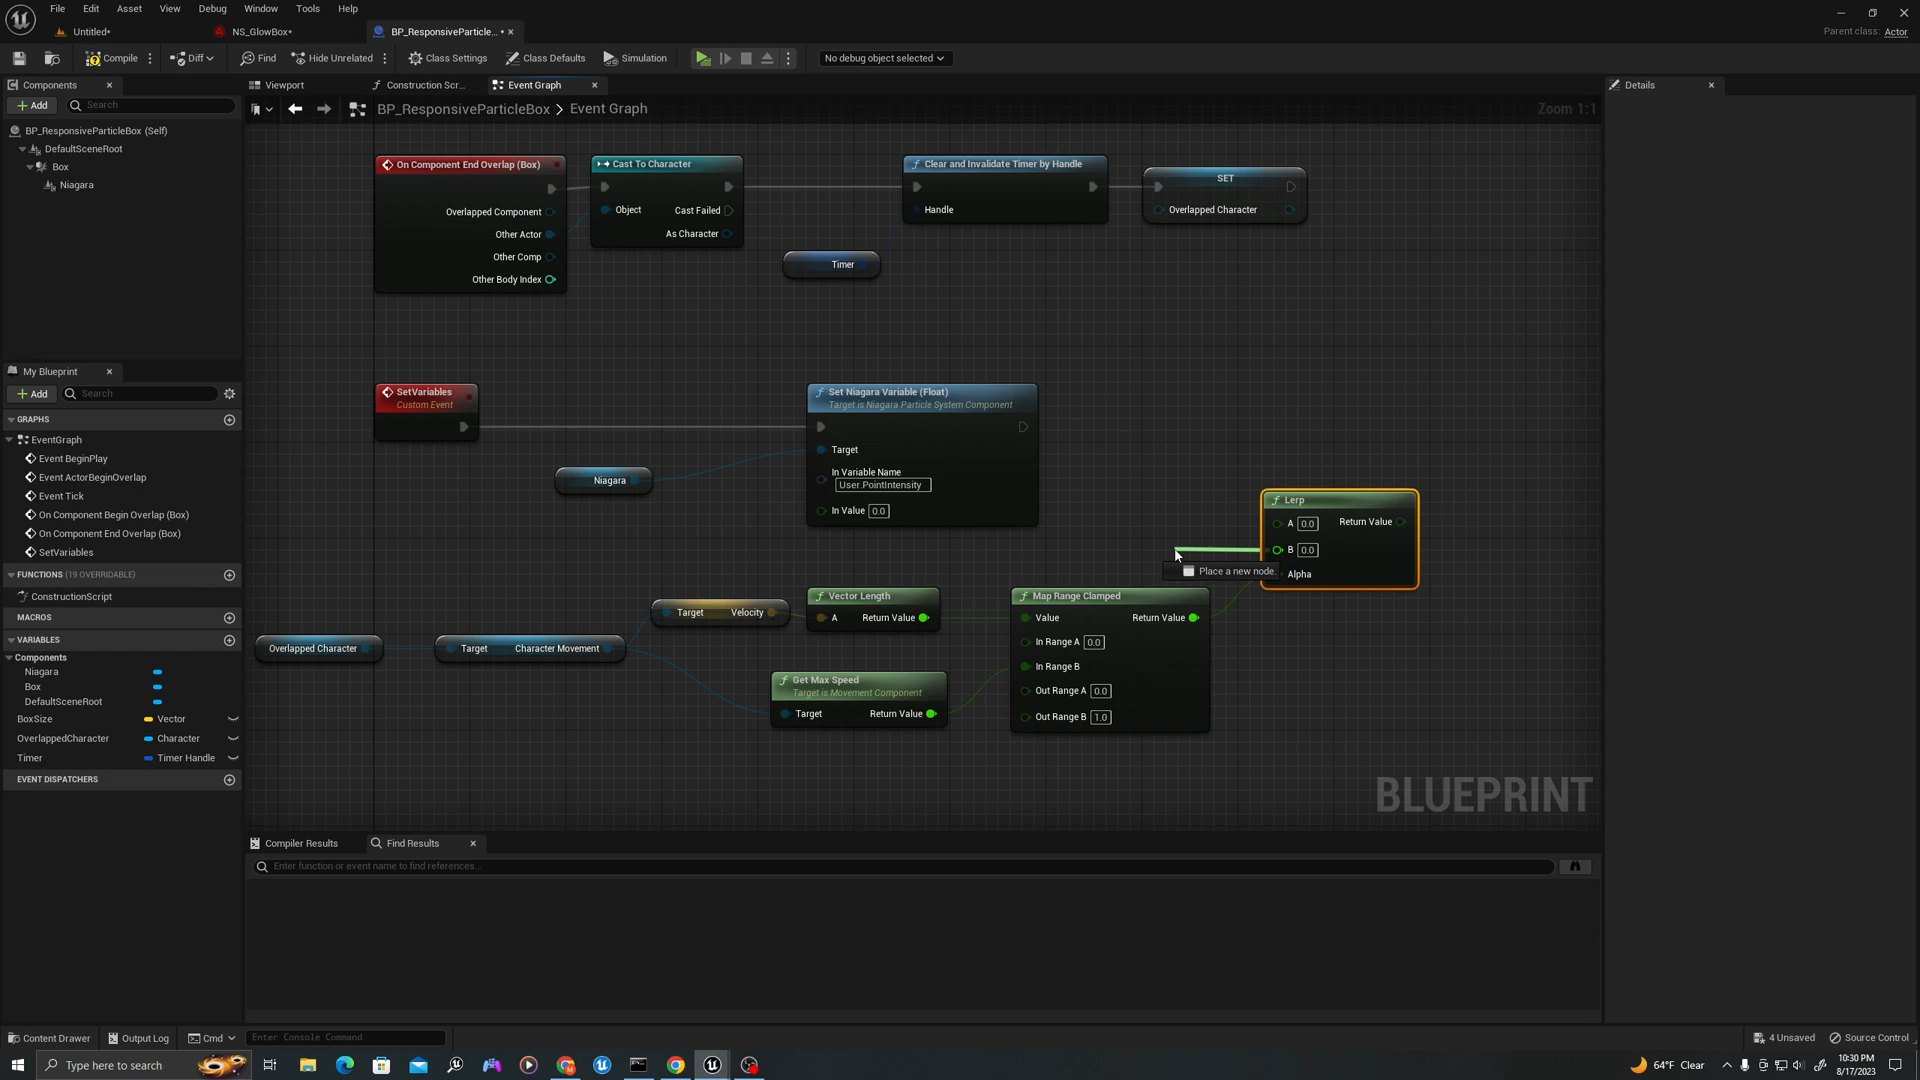 File Edit Asset View Debug Window Tools Help
Untitled*
NS_GlowBox*
BP_ResponsiveParticle... •
Parent class: Actor
Compile
Diff
Find
Hide Unrelated
Class Settings
Class Defaults
Simulation
No debug object selected
Components
Viewport
Construction Scr...
Event Graph
Details
Add
Search
BP_ResponsiveParticleBox > Event Graph
Zoom 1:1
BP_ResponsiveParticleBox (Self)
DefaultSceneRoot
Box
Niagara
On Component End Overlap (Box)
Overlapped Component
Other Actor
Other Comp
Other Body Index
Cast To Character
Object
Cast Failed
As Character
Timer
Clear and Invalidate Timer by Handle
Handle
SET
Overlapped Character
My Blueprint
Add
Search
GRAPHS
EventGraph
Event BeginPlay
Event ActorBeginOverlap
Event Tick
On Component Begin Overlap (Box)
On Component End Overlap (Box)
SetVariables
FUNCTIONS (19 OVERRIDABLE)
ConstructionScript
MACROS
VARIABLES
Components
Niagara
Box
DefaultSceneRoot
BoxSize Vector
OverlappedCharacter Character
Timer Timer Handle
EVENT DISPATCHERS
SetVariables
Custom Event
Niagara
Set Niagara Variable (Float)
Target is Niagara Particle System Component
Target
In Variable Name
User.PointIntensity
In Value 0.0
Lerp
A 0.0 Return Value
B 0.0
Alpha
Place a new node.
Overlapped Character
Target Character Movement
Target Velocity
Vector Length
A Return Value
Get Max Speed
Target is Movement Component
Target Return Value
Map Range Clamped
Value Return Value
In Range A 0.0
In Range B
Out Range A 0.0
Out Range B 1.0
BLUEPRINT
Compiler Results
Find Results
Enter function or event name to find references...
Content Drawer
Output Log
Cmd
Enter Console Command
4 Unsaved
Source Control
Type here to search
64°F Clear
10:30 PM
8/17/2023